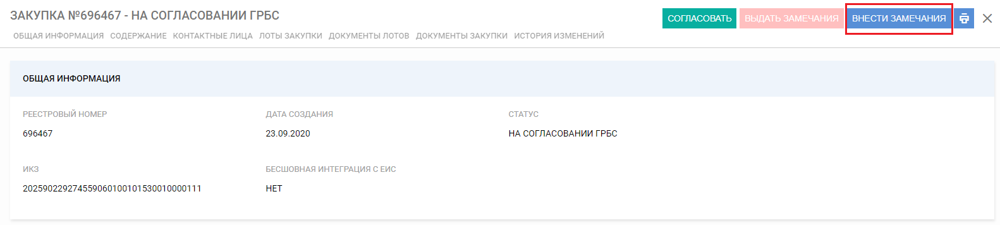 ЗАКУПКА №696467 - НА СОГЛАСОВАНИИ ГРБС
СОГЛАСОВАТЬ ВЫДАТЬ ЗАМЕЧАНИЯ ВНЕСТИ ЗАМЕЧАНИЯ
ОБЩАЯ ИНФОРМАЦИЯ СОДЕРЖАНИЕ КОНТАКТНЫЕ ЛИЦА ЛОТЫ ЗАКУПКИ ДОКУМЕНТЫ ЛОТОВ ДОКУМЕНТЫ ЗАКУПКИ ИСТОРИЯ ИЗМЕНЕНИЙ
ОБЩАЯ ИНФОРМАЦИЯ
РЕЕСТРОВЫЙ НОМЕР ДАТА СОЗДАНИЯ СТАТУС
696467 23.09.2020 НА СОГЛАСОВАНИИ ГРБС
ИКЗ БЕСШОВНАЯ ИНТЕГРАЦИЯ С ЕИС
202590229274559060100101530010000111 НЕТ